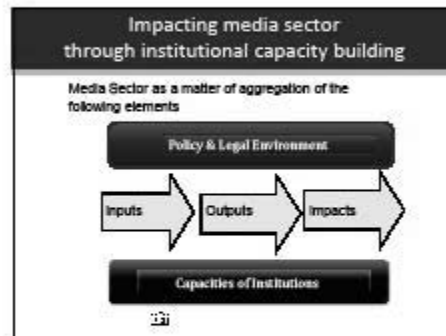 Impacting media sector
through institutional capacity building
Media Sector as a matter of aggregation of the
following elements
Policy & Legal Environment
Inputs
Outputs
Impacts
Capacities of Institutions